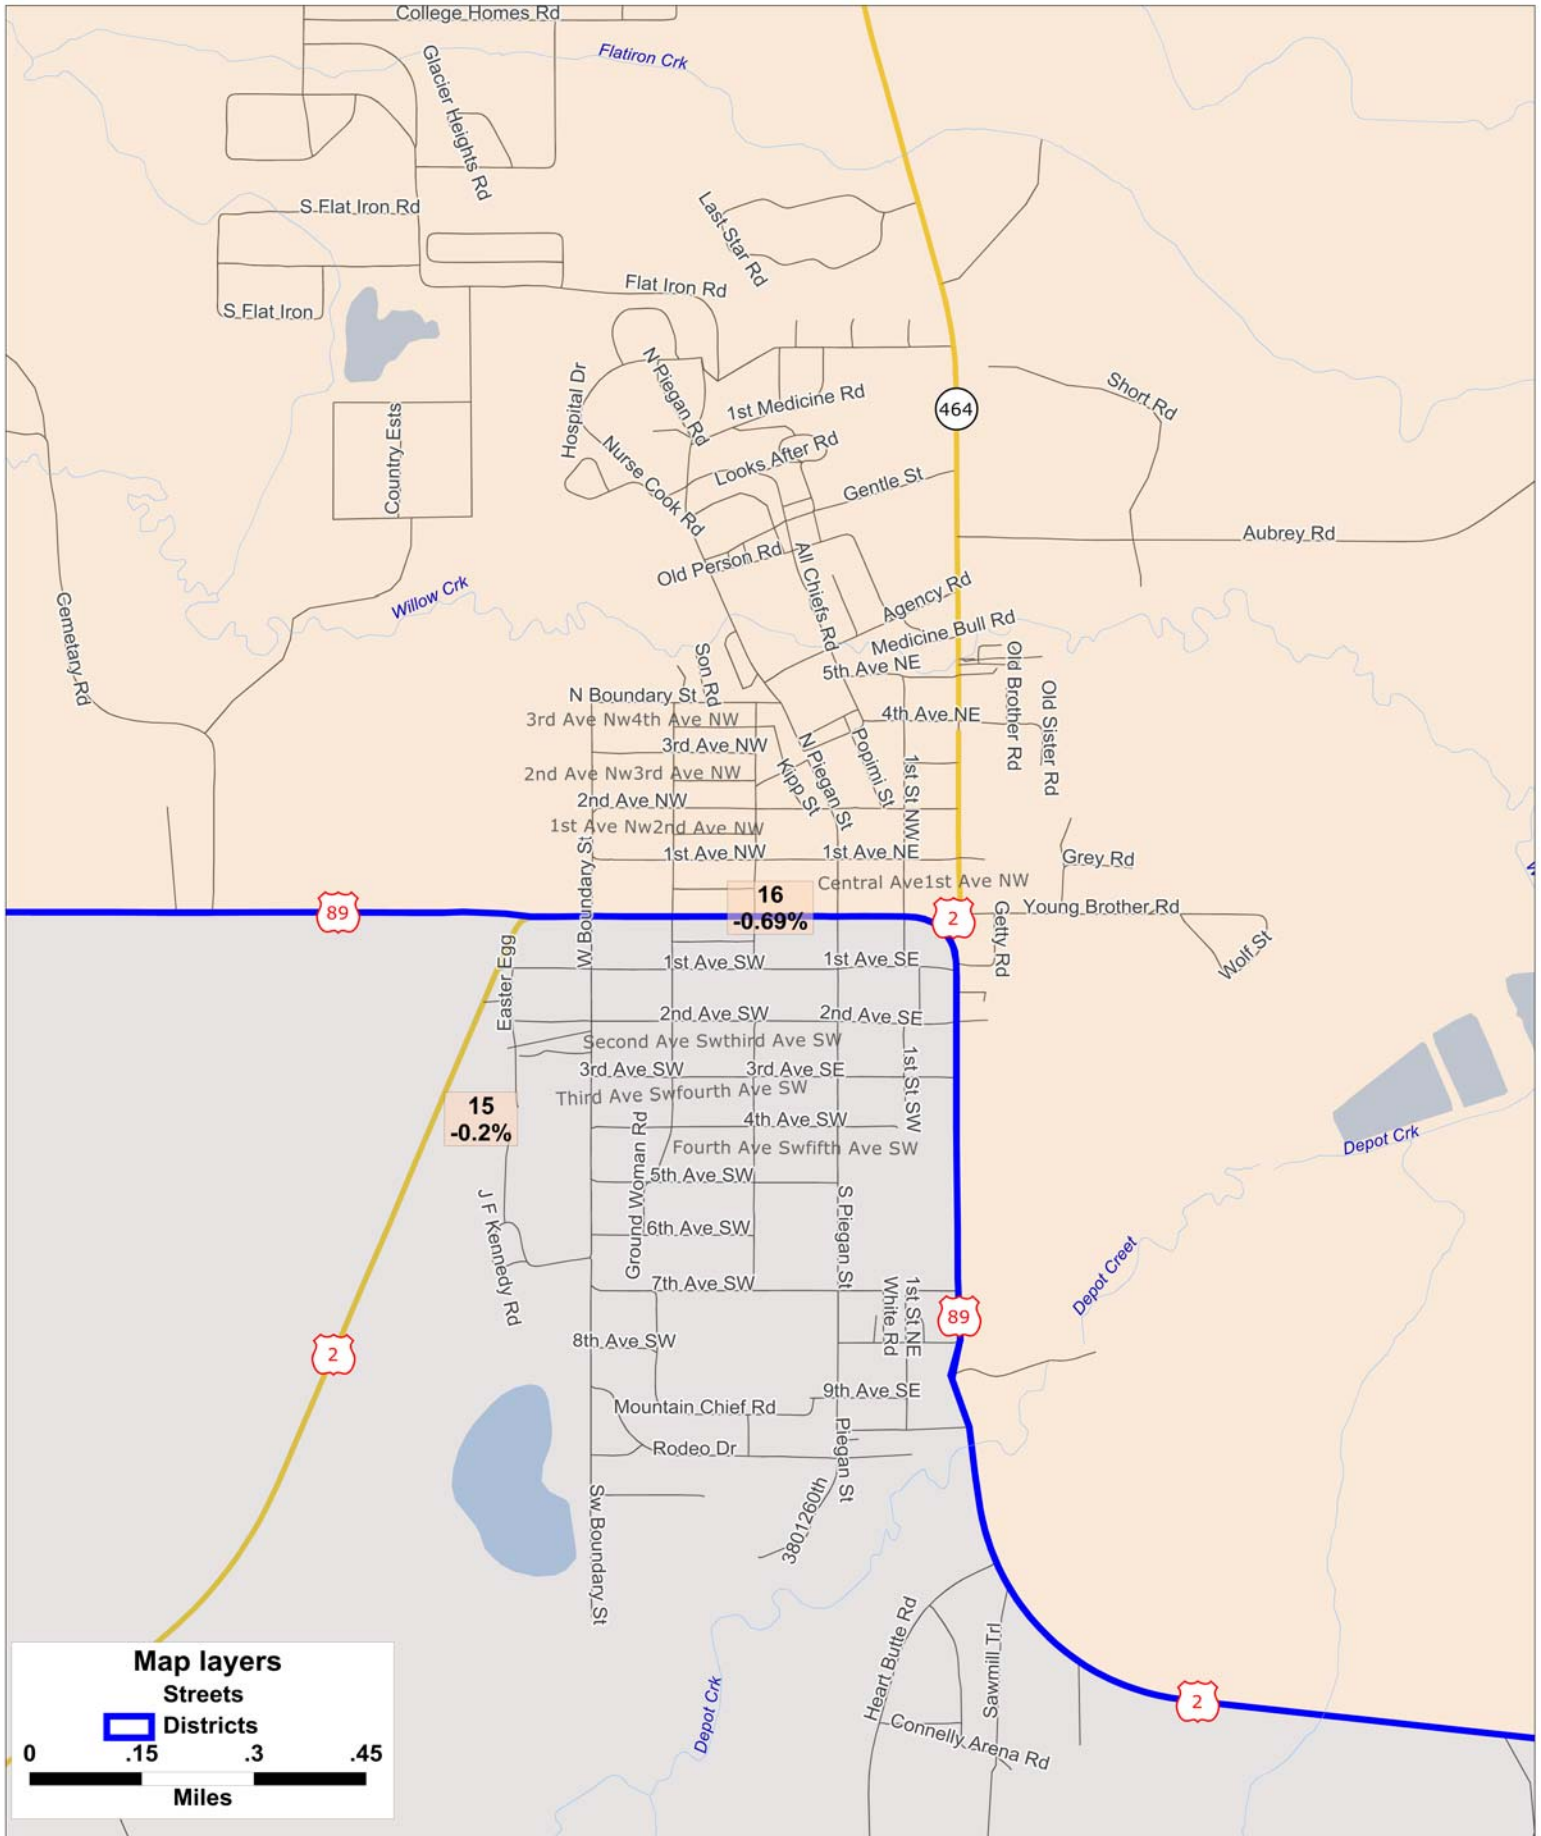 College Homes Rd
Flatiron Crk
Glacier Heights Rd
S Flat Iron Rd
Last Star Rd
Flat Iron Rd
S Flat Iron
Hospital Dr
N Piegan Rd
1st Medicine Rd
Short Rd
464
Country Ests
Nurse Cook Rd
Looks After Rd
Gentle St
Aubrey Rd
Old Person Rd
All Chiefs Rd
Willow Crk
Cemetary Rd
Agency Rd
Medicine Bull Rd
Son Rd
5th Ave NE
Old Brother Rd
Old Sister Rd
N Boundary St
3rd Ave Nw4th Ave NW
4th Ave NE
3rd Ave NW
N Piegan St
Popimi St
Kipp St
1st St NW
2nd Ave Nw3rd Ave NW
2nd Ave NW
1st Ave Nw2nd Ave NW
W Boundary St
1st Ave NW
1st Ave NE
Grey Rd
Central Ave1st Ave NW
16
-0.69%
89
2
Young Brother Rd
Getty Rd
Wolf St
Easter Egg
1st Ave SW
1st Ave SE
2nd Ave SW
2nd Ave SE
Second Ave Swthird Ave SW
3rd Ave SW
3rd Ave SE
1st St SW
Third Ave Swfourth Ave SW
15
-0.2%
Ground Woman Rd
4th Ave SW
Fourth Ave Swfifth Ave SW
Depot Crk
5th Ave SW
J F Kennedy Rd
S Piegan St
6th Ave SW
Depot Creet
7th Ave SW
White Rd
1st St NE
89
2
8th Ave SW
9th Ave SE
Mountain Chief Rd
Piegan St
Rodeo Dr
3801260th
Sw Boundary St
Heart Butte Rd
Sawmill Trl
Depot Crk
Connelly Arena Rd
2
Map layers
Streets
Districts
0 .15 .3 .45
Miles